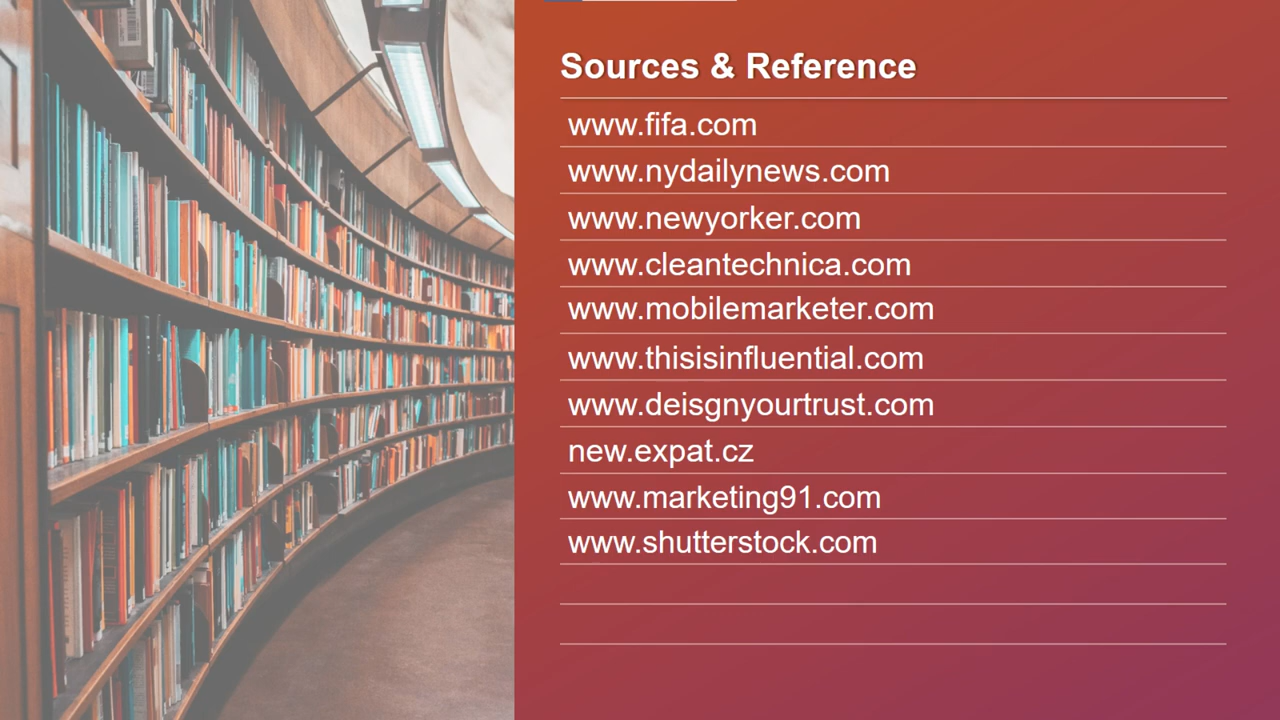 Sources & Reference
www.fifa.com
www.nydailynews.com
www.newyorker.com
www.cleantechnica.com
www.mobilemarketer.com
www.thisisinfluential.com
www.deisgnyourtrust.com
new.expat.cz
www.marketing91.com
www.shutterstock.com